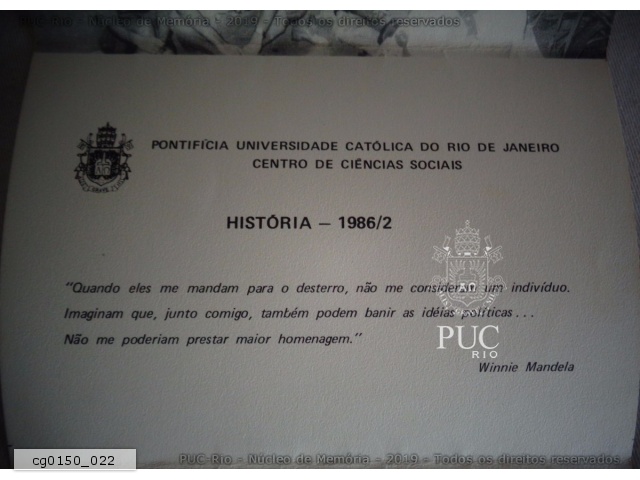 PUC-Rio - Núcleo de Memória - 2019 - Todos os direitos reservados
PONTIFÍCIA UNIVERSIDADE CATÓLICA DO RIO DE JANEIRO
CENTRO DE CIÊNCIAS SOCIAIS
HISTÓRIA — 1986/2
"Quando eles me mandam para o desterro, não me consideram um indivíduo.
Imaginam que, junto comigo, também podem banir as idéias políticas...
Não me poderiam prestar maior homenagem."
PUC
RIO
Winnie Mandela
cg0150_022
PUC-Rio - Núcleo de Memória - 2019 - Todos os direitos reservados